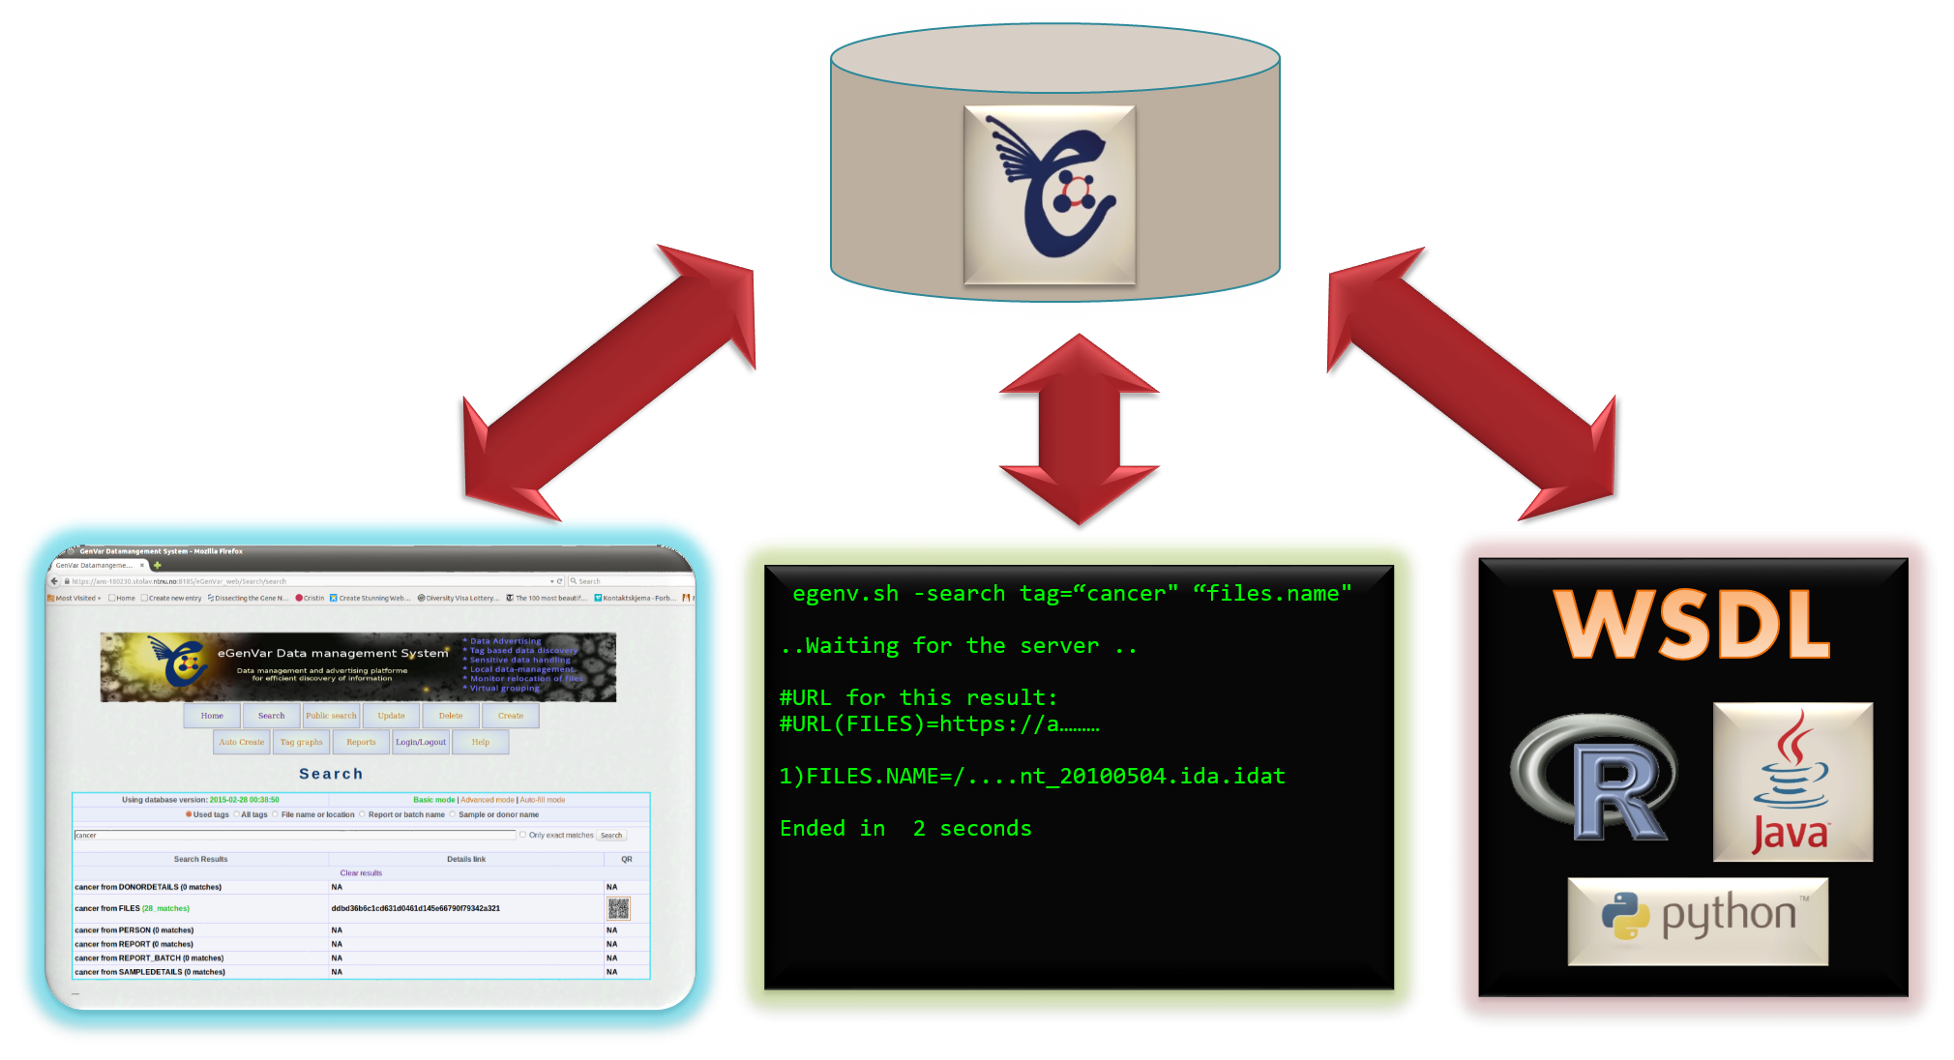 GenVar Datamangement System - Mozilla Firefox
GenVar Datamangeme... ×
https://ans-180230.stolav.ntnu.no:8185/eGenVar_web/Search/search
Search
Most Visited Home Create new entry Dissecting the Gene N... Cristin Create Stunning Web... Diversity Visa Lottery... The 100 most beautif... Kontaktskjema - Forb...
eGenVar Data management System
Data management and advertising platforme
for efficient discovery of information
* Data Advertising
* Tag based data discovery
* Sensitive data handling
* Local data-management
* Monitor relocation of files
* Virtual grouping
Home Search Public search Update Delete Create
Auto Create Tag graphs Reports Login/Logout Help
Search
Using database version: 2015-02-28 00:38:50 Basic mode | Advanced mode | Auto-fill mode
Used tags All tags File name or location Report or batch name Sample or donor name
cancer Only exact matches Search
Search Results Details link QR
Clear results
cancer from DONORDETAILS (0 matches) NA NA
cancer from FILES (28_matches) ddbd36b6c1cd631d0461d145e66790f79342a321
cancer from PERSON (0 matches) NA NA
cancer from REPORT (0 matches) NA NA
cancer from REPORT_BATCH (0 matches) NA NA
cancer from SAMPLEDETAILS (0 matches) NA NA
egenv.sh -search tag=“cancer" “files.name"
..Waiting for the server ..
#URL for this result:
#URL(FILES)=https://a………
1)FILES.NAME=/....nt_20100504.ida.idat
Ended in 2 seconds
WSDL
R
Java™
python™